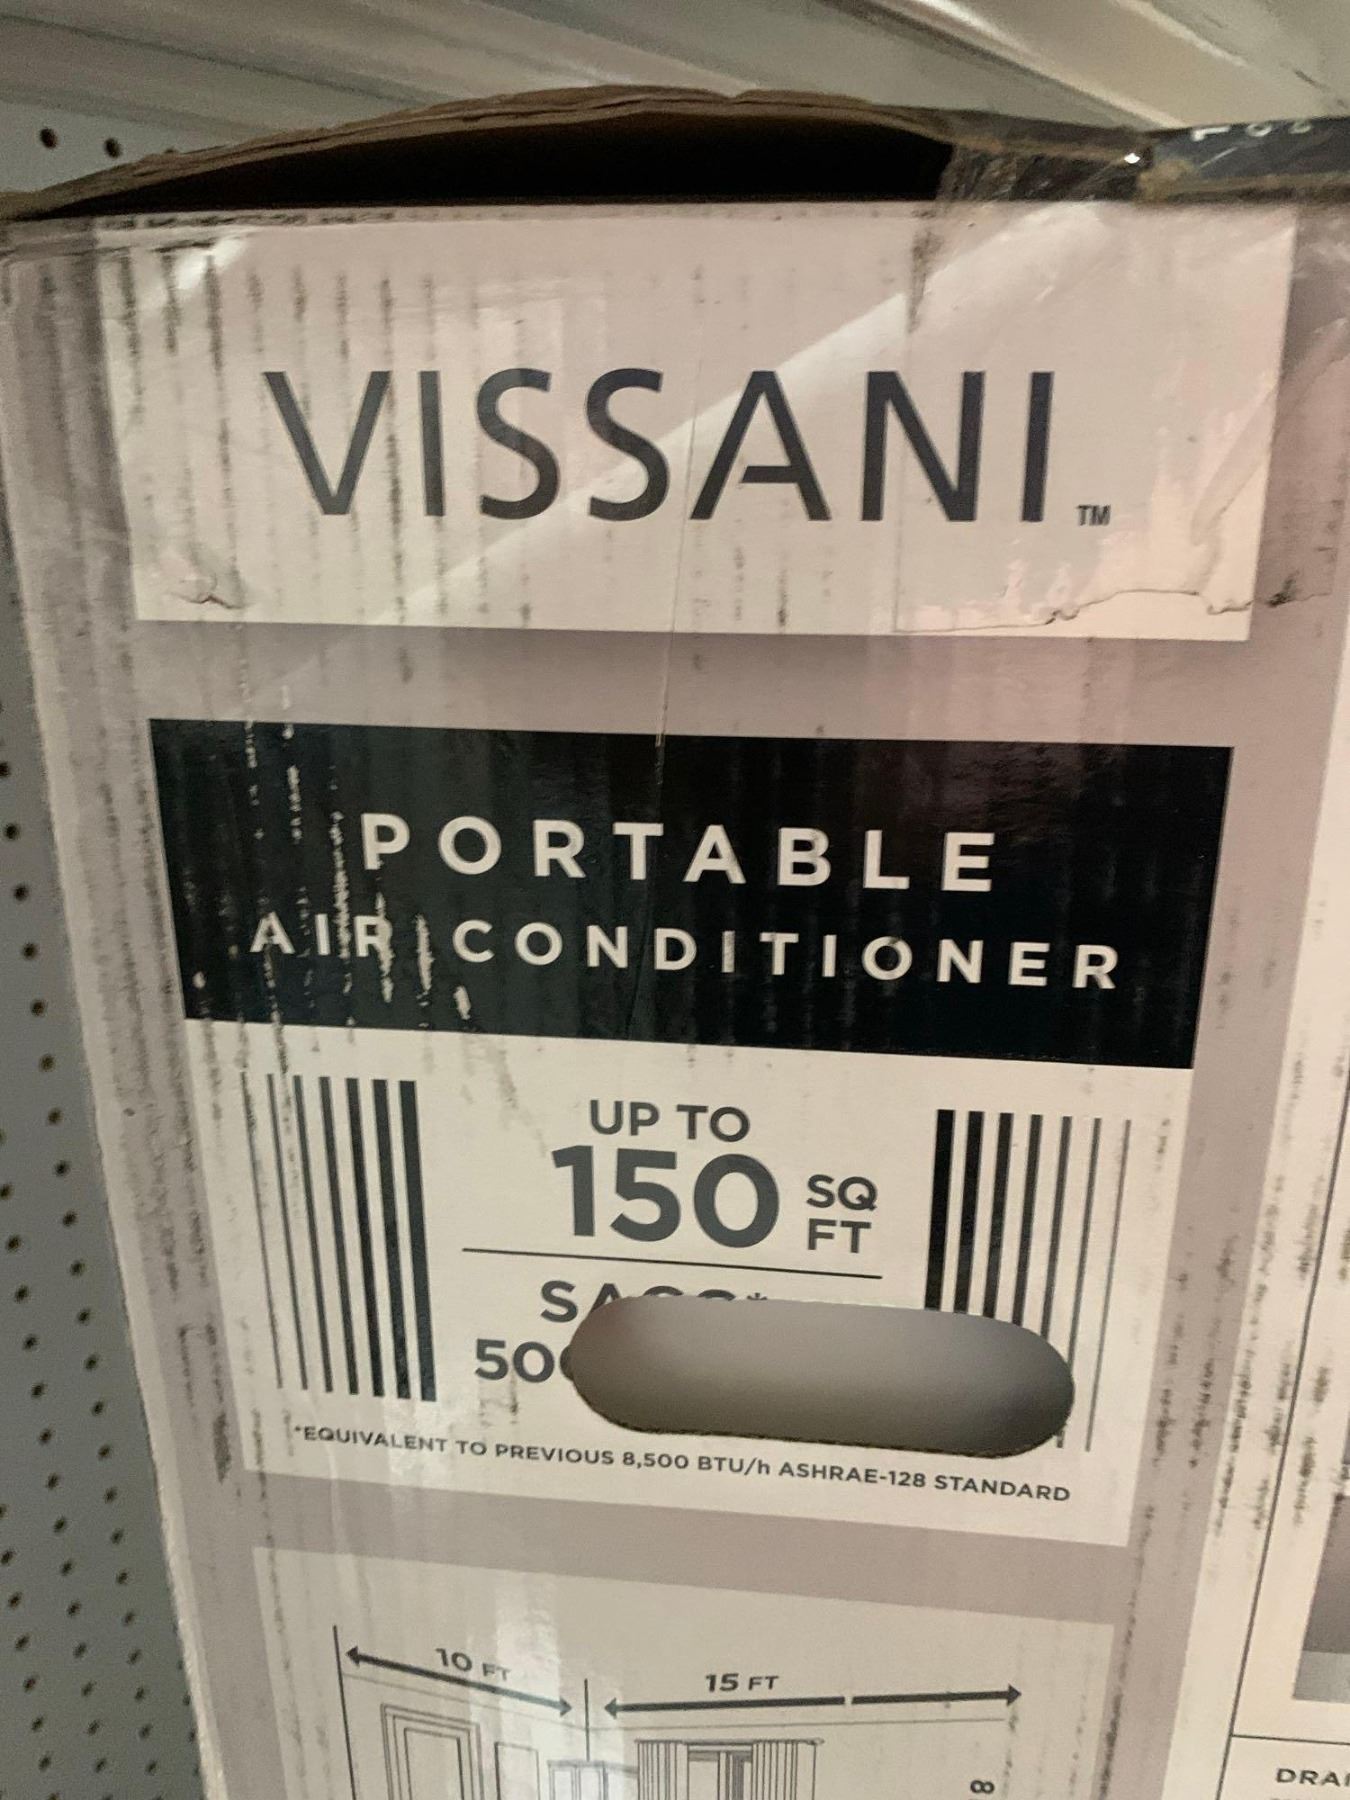 VISSANI™
PORTABLE
AIR CONDITIONER
UP TO
150 SQ FT
*EQUIVALENT TO PREVIOUS 8,500 BTU/h ASHRAE-128 STANDARD
10 FT
15 FT
8